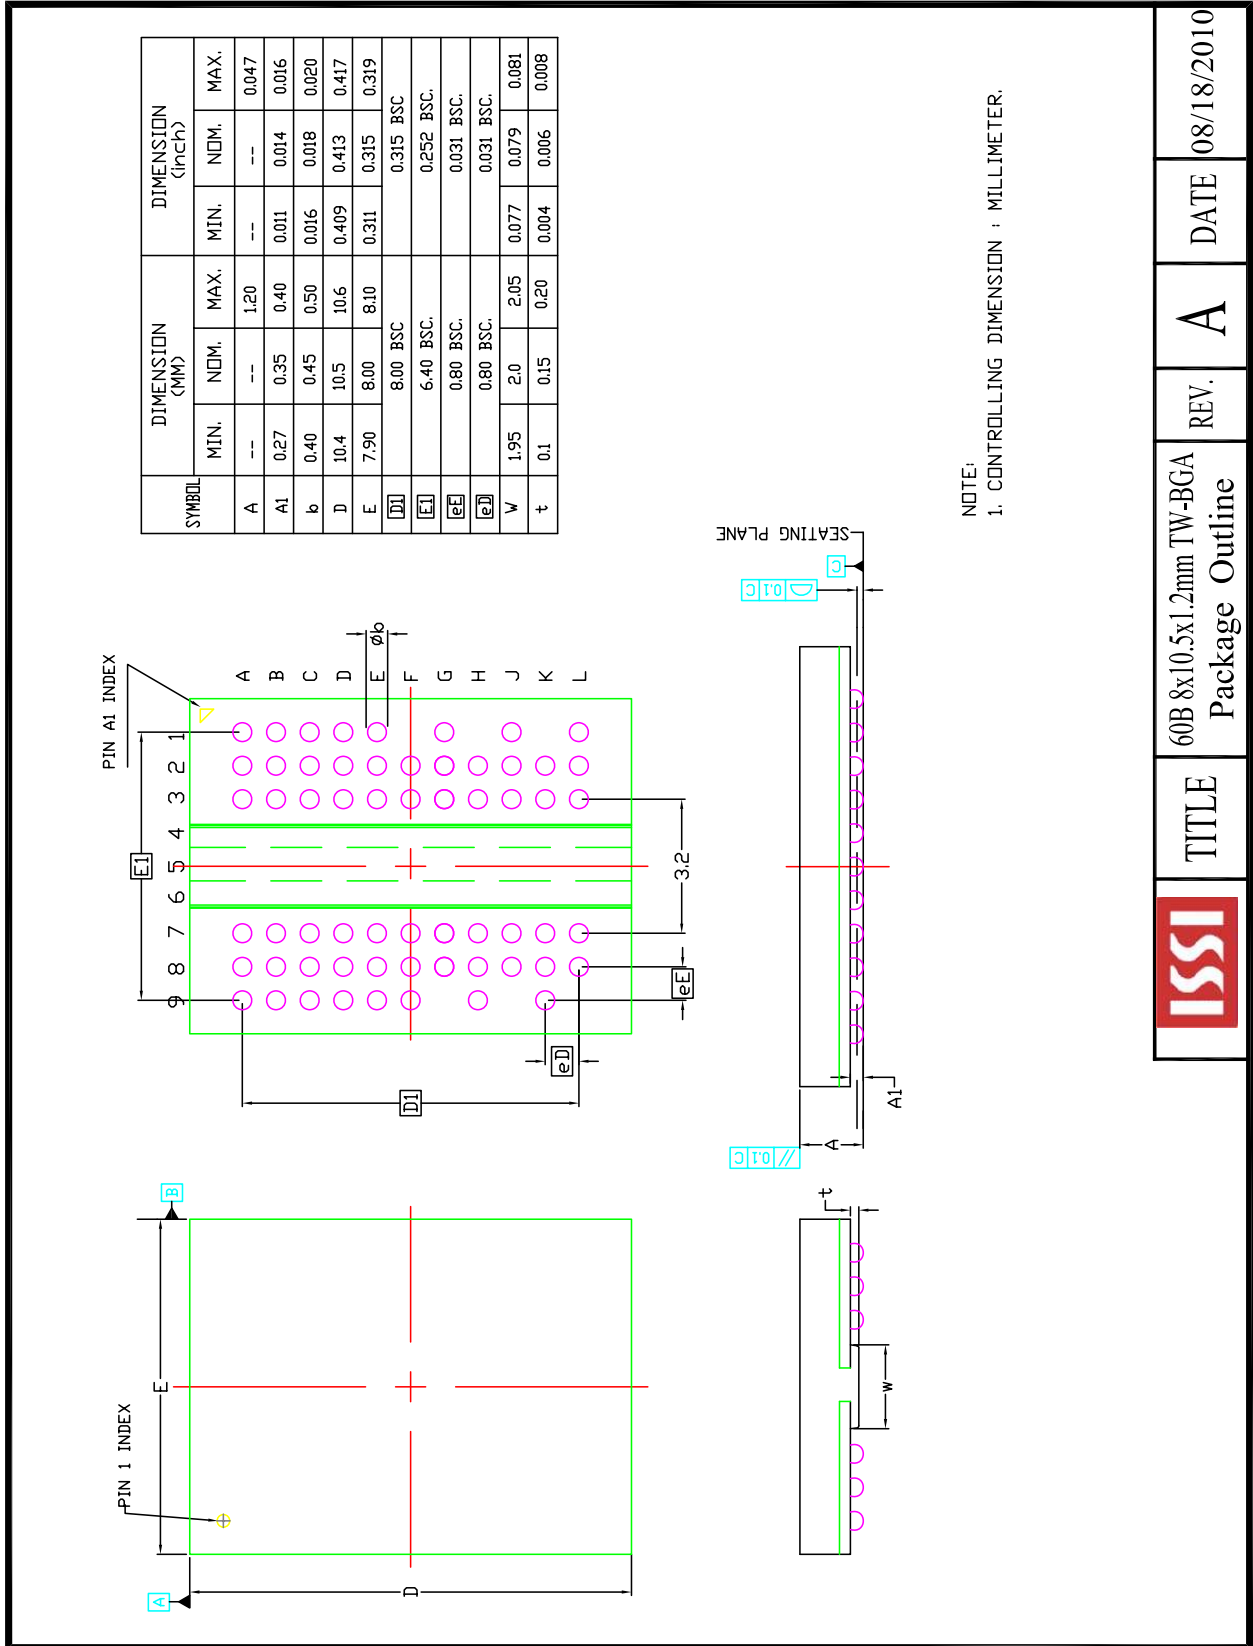 SYMBOL DIMENSION (MM) DIMENSION (inch)
MIN. NOM. MAX. MIN. NOM. MAX.
A -- -- 1.20 -- -- 0.047
A1 0.27 0.35 0.40 0.011 0.014 0.016
b 0.40 0.45 0.50 0.016 0.018 0.020
D 10.4 10.5 10.6 0.409 0.413 0.417
E 7.90 8.00 8.10 0.311 0.315 0.319
D1 8.00 BSC 0.315 BSC
E1 6.40 BSC. 0.252 BSC.
eE 0.80 BSC. 0.031 BSC.
eD 0.80 BSC. 0.031 BSC.
W 1.95 2.0 2.05 0.077 0.079 0.081
t 0.1 0.15 0.20 0.004 0.006 0.008
PIN 1 INDEX
A
B
E
D
PIN A1 INDEX
E1
9 8 7 6 5 4 3 2 1
A
B
C
D
E
F
G
H
J
K
L
Øb
D1
eD
eE
3.2
t
W
// 0.1 C
A
A1
0.1 C
C
SEATING PLANE
NOTE:
1. CONTROLLING DIMENSION : MILLIMETER.
ISSI
TITLE
60B 8x10.5x1.2mm TW-BGA
Package Outline
REV.
A
DATE
08/18/2010